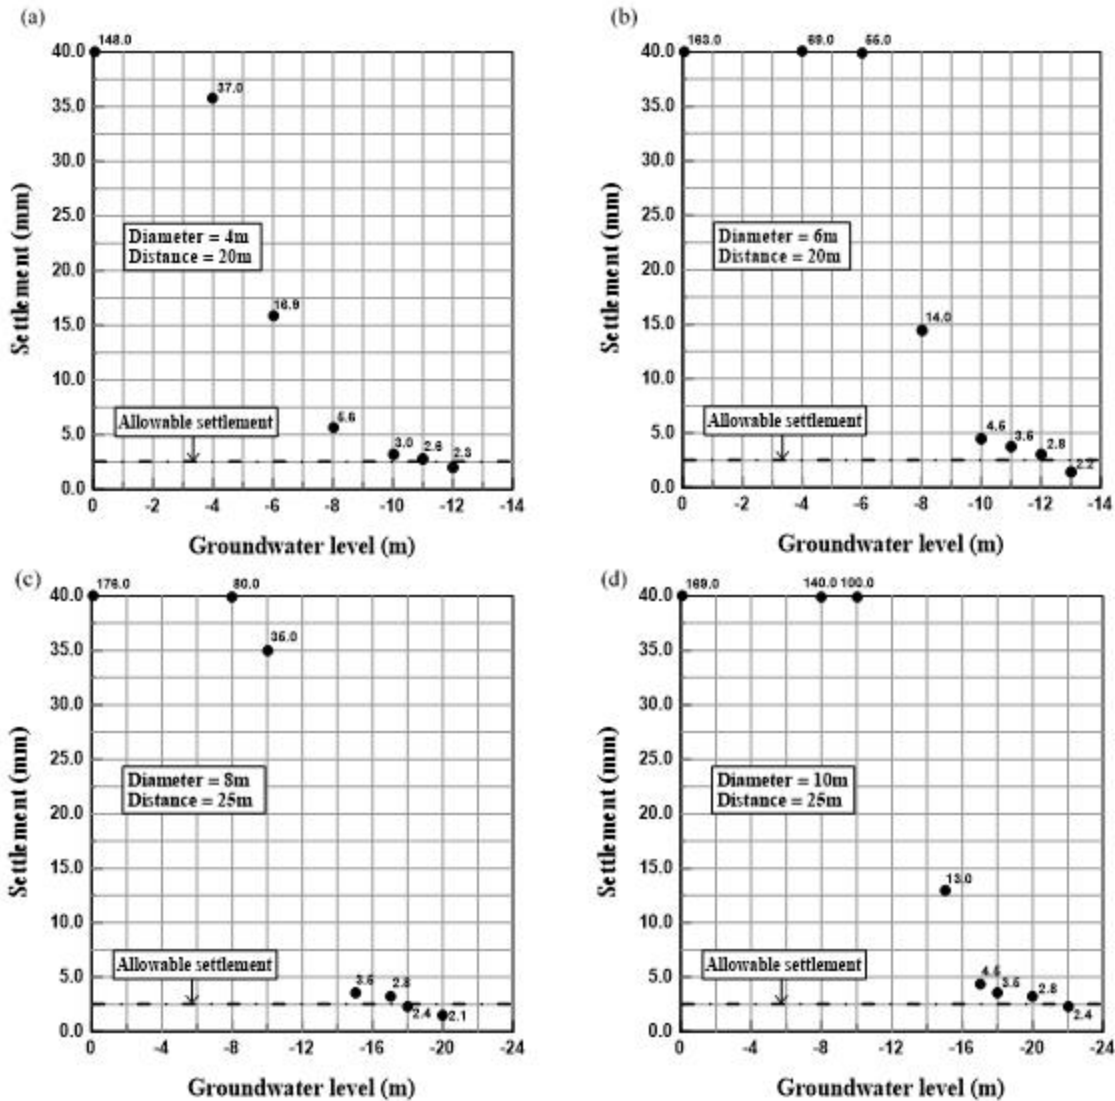 (a)
148.0
40.0
37.0
35.0
30.0
25.0
Diameter = 4m
Distance = 20m
20.0
16.9
15.0
10.0
Allowable settlement
5.6
5.0
3.0
2.6
2.3
0.0
0 -2 -4 -6 -8 -10 -12 -14
Settlement (mm)
Groundwater level (m)
(b)
163.0 69.0 55.0
40.0
35.0
30.0
25.0
Diameter = 6m
Distance = 20m
20.0
15.0
14.0
10.0
Allowable settlement
5.0
4.5
3.5
2.8
2.2
0.0
0 -2 -4 -6 -8 -10 -12 -14
Settlement (mm)
Groundwater level (m)
(c)
176.0 80.0
40.0
35.0
35.0
30.0
25.0
Diameter = 8m
Distance = 25m
20.0
15.0
10.0
Allowable settlement
5.0
3.5
2.8
2.4
2.1
0.0
0 -4 -8 -12 -16 -20 -24
Settlement (mm)
Groundwater level (m)
(d)
169.0 140.0 100.0
40.0
35.0
30.0
25.0
Diameter = 10m
Distance = 25m
20.0
15.0
13.0
10.0
Allowable settlement
5.0
4.5
3.5
2.8
2.4
0.0
0 -4 -8 -12 -16 -20 -24
Settlement (mm)
Groundwater level (m)